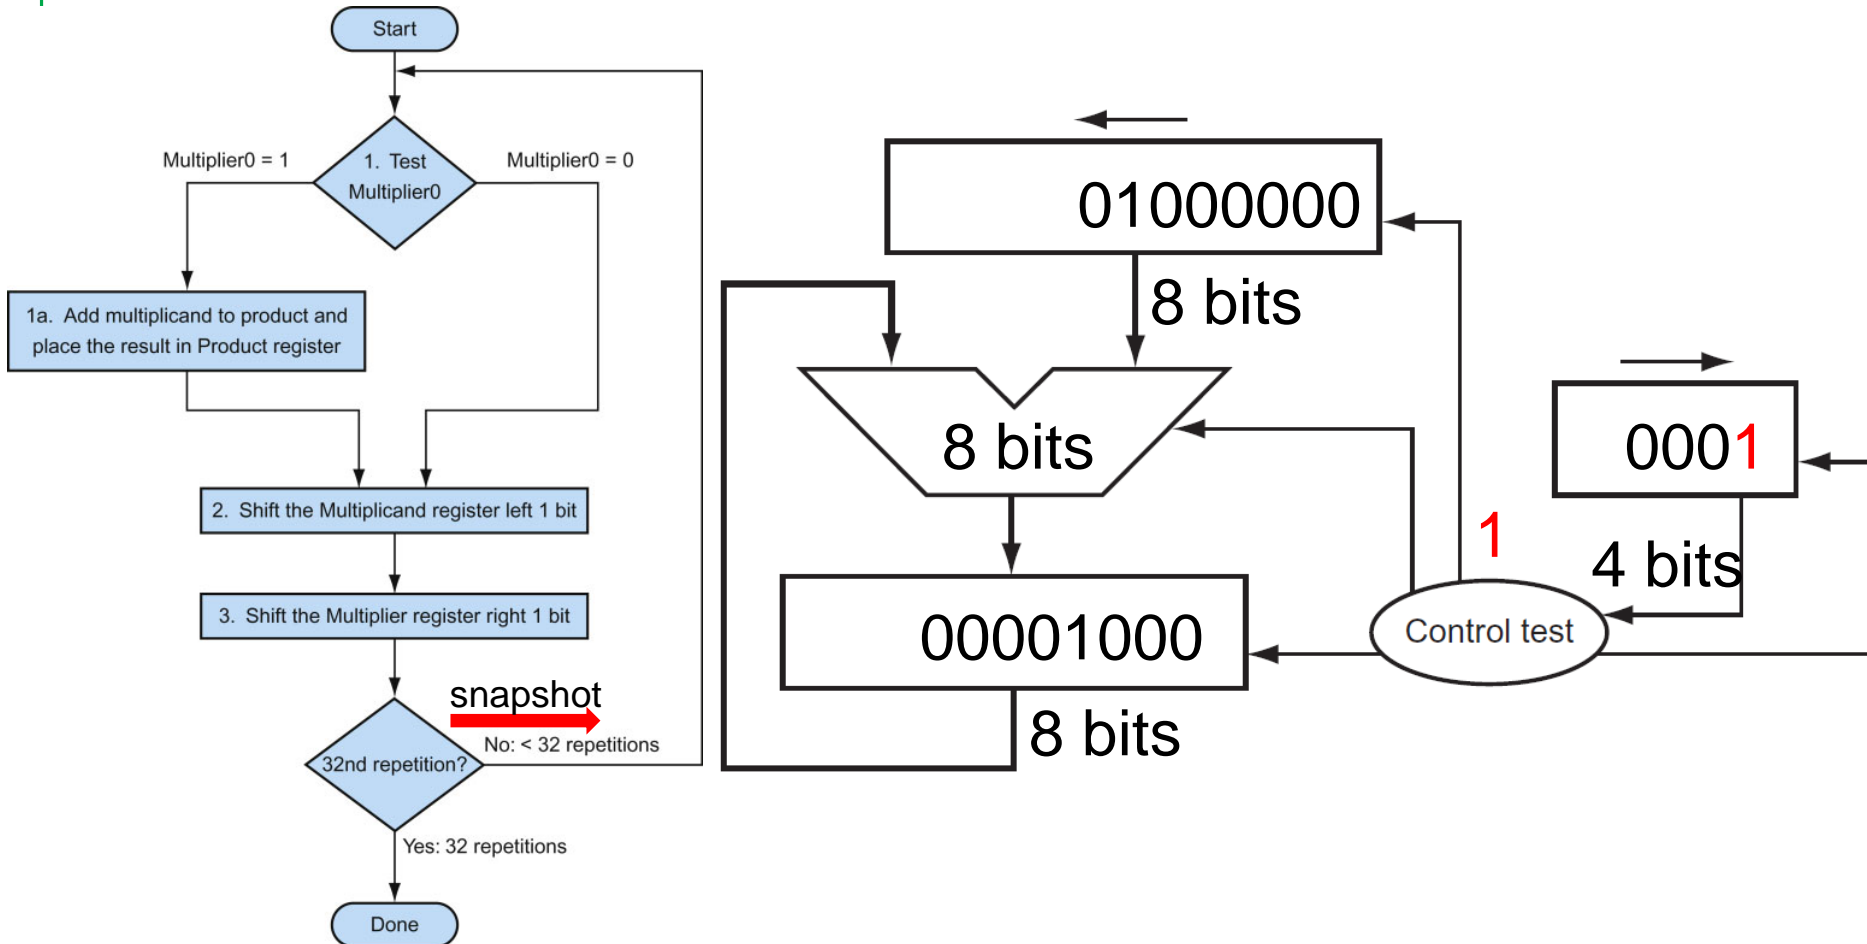 Start
Multiplier0 = 1
1. Test
Multiplier0
Multiplier0 = 0
1a. Add multiplicand to product and
place the result in Product register
2. Shift the Multiplicand register left 1 bit
3. Shift the Multiplier register right 1 bit
snapshot
No: < 32 repetitions
32nd repetition?
Yes: 32 repetitions
Done
01000000
8 bits
8 bits
0001
1
4 bits
Control test
00001000
8 bits